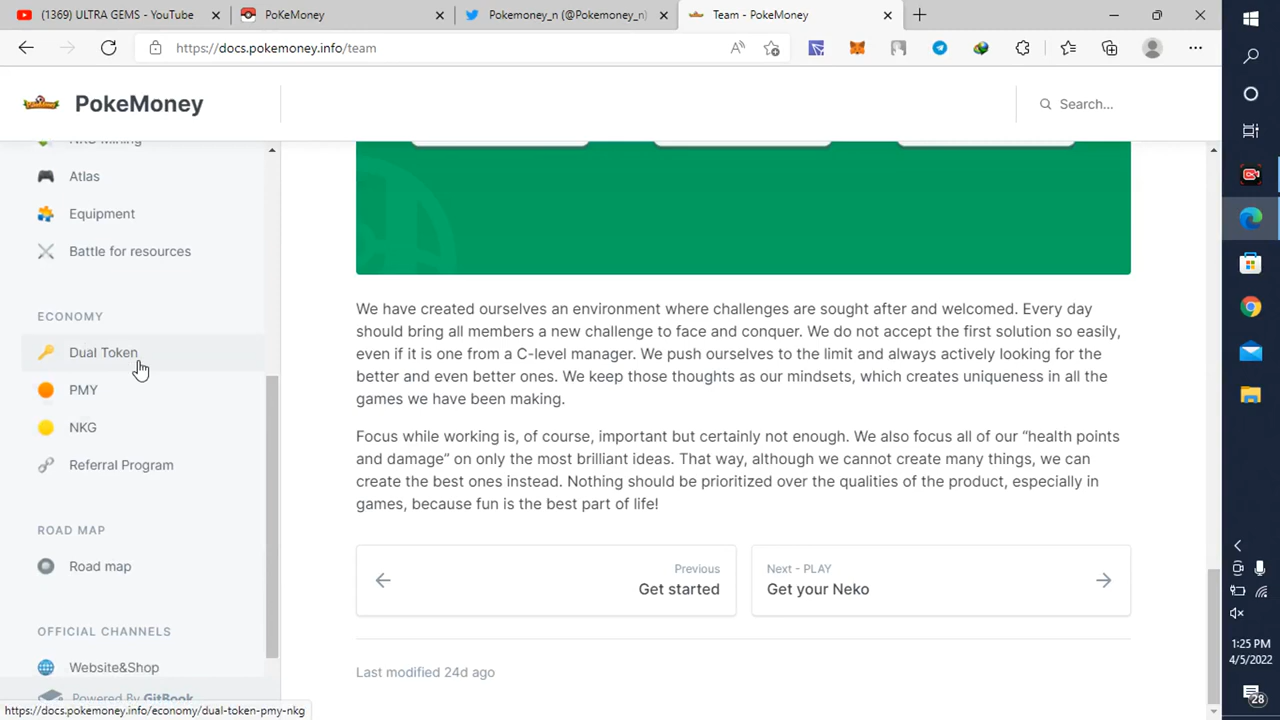 (1369) ULTRA GEMS - YouTube
PoKeMoney
Pokemoney_n (@Pokemoney_n)
Team - PokeMoney
https://docs.pokemoney.info/team
PokeMoney
Search...
NKG Mining
Atlas
Equipment
Battle for resources
ECONOMY
Dual Token
PMY
NKG
Referral Program
ROAD MAP
Road map
OFFICIAL CHANNELS
Website&Shop
Powered By GitBook
https://docs.pokemoney.info/economy/dual-token-pmy-nkg
We have created ourselves an environment where challenges are sought after and welcomed. Every day
should bring all members a new challenge to face and conquer. We do not accept the first solution so easily,
even if it is one from a C-level manager. We push ourselves to the limit and always actively looking for the
better and even better ones. We keep those thoughts as our mindsets, which creates uniqueness in all the
games we have been making.
Focus while working is, of course, important but certainly not enough. We also focus all of our “health points
and damage” on only the most brilliant ideas. That way, although we cannot create many things, we can
create the best ones instead. Nothing should be prioritized over the qualities of the product, especially in
games, because fun is the best part of life!
Previous
Get started
Next - PLAY
Get your Neko
Last modified 24d ago
1:25 PM
4/5/2022
28